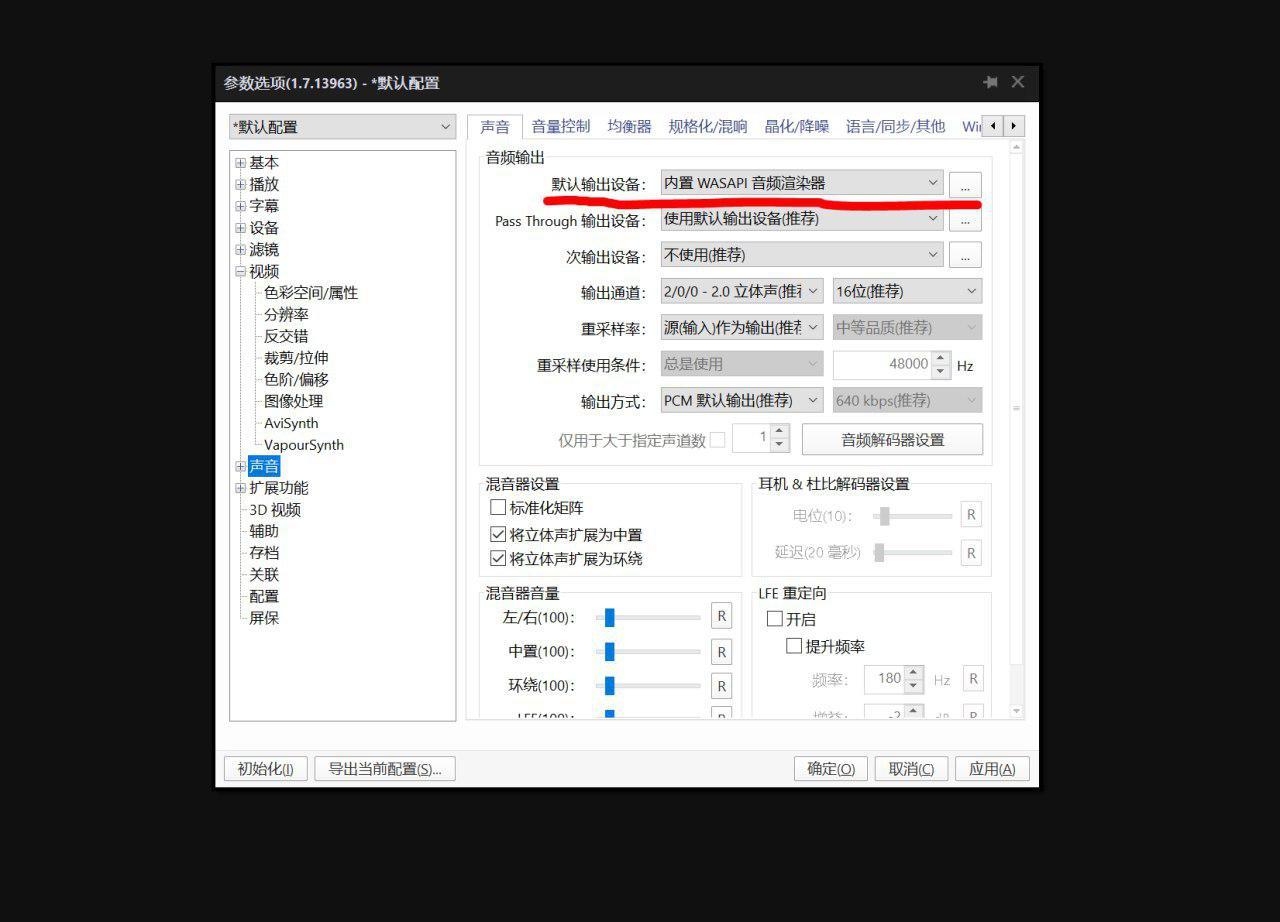 参数选项(1.7.13963) - *默认配置
*默认配置
基本
播放
字幕
设备
滤镜
视频
色彩空间/属性
分辨率
反交错
裁剪/拉伸
色阶/偏移
图像处理
AviSynth
VapourSynth
声音
扩展功能
3D 视频
辅助
存档
关联
配置
屏保
声音 音量控制 均衡器 规格化/混响 晶化/降噪 语言/同步/其他 Wi
音频输出
默认输出设备: 内置 WASAPI 音频渲染器 ...
Pass Through 输出设备: 使用默认输出设备(推荐) ...
次输出设备: 不使用(推荐) ...
输出通道: 2/0/0 - 2.0 立体声(推荐 16位(推荐)
重采样率: 源(输入)作为输出(推荐 中等品质(推荐)
重采样使用条件: 总是使用 48000 Hz
输出方式: PCM 默认输出(推荐) 640 kbps(推荐)
仅用于大于指定声道数 1 音频解码器设置
混音器设置
标准化矩阵
将立体声扩展为中置
将立体声扩展为环绕
耳机 & 杜比解码器设置
电位(10): R
延迟(20 毫秒) R
混音器音量
左/右(100): R
中置(100): R
环绕(100): R
LFE(100): R
LFE 重定向
开启
提升频率
频率: 180 Hz R
增益: -2 dB R
初始化(I) 导出当前配置(S)... 确定(O) 取消(C) 应用(A)